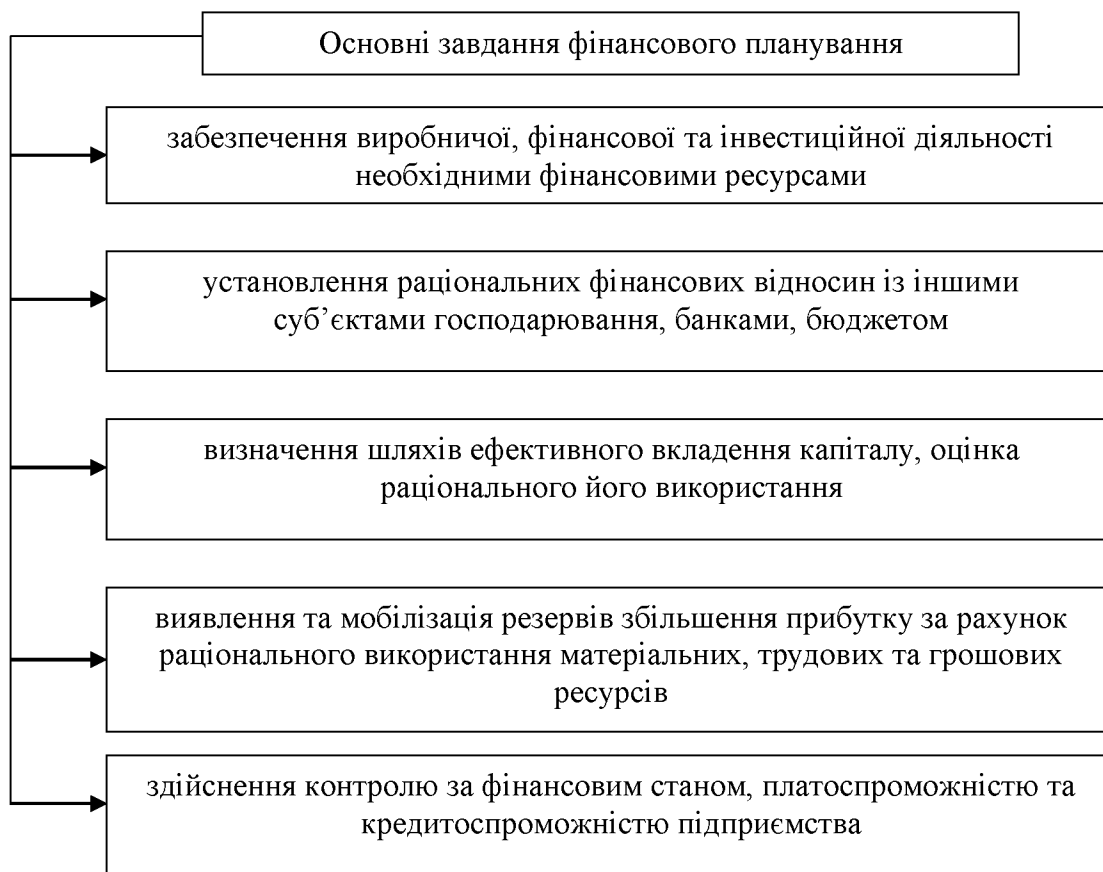 Основні завдання фінансового планування
забезпечення виробничої, фінансової та інвестиційної діяльності
необхідними фінансовими ресурсами
установлення раціональних фінансових відносин із іншими
суб’єктами господарювання, банками, бюджетом
визначення шляхів ефективного вкладення капіталу, оцінка
раціонального його використання
виявлення та мобілізація резервів збільшення прибутку за рахунок
раціонального використання матеріальних, трудових та грошових
ресурсів
здійснення контролю за фінансовим станом, платоспроможністю та
кредитоспроможністю підприємства